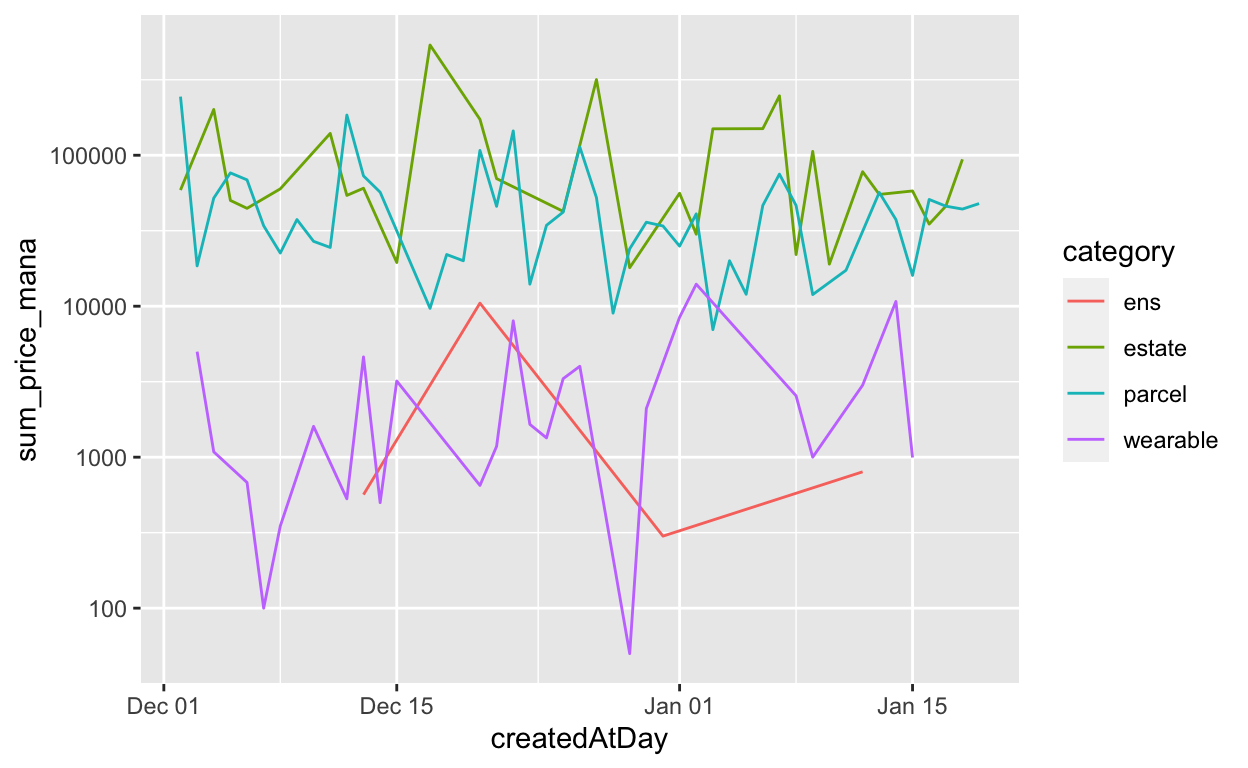 sum_price_mana
100000
10000
1000
100
Dec 01
Dec 15
Jan 01
Jan 15
createdAtDay
category
ens
estate
parcel
wearable